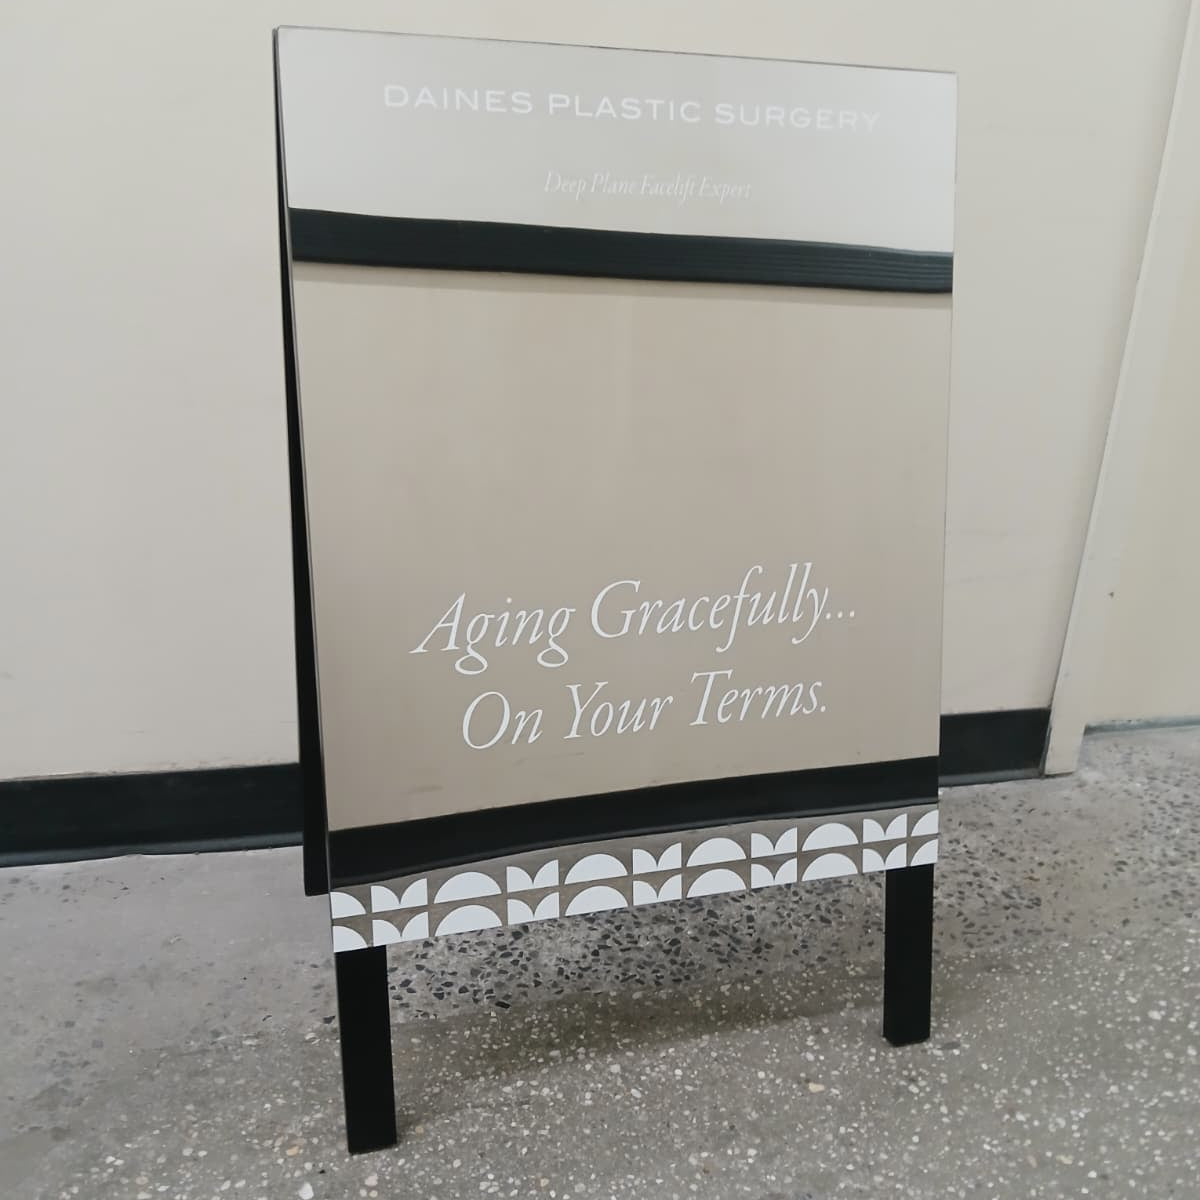 DAINES PLASTIC SURGERY
Deep Plane Facelift Expert
Aging Gracefully...
On Your Terms.